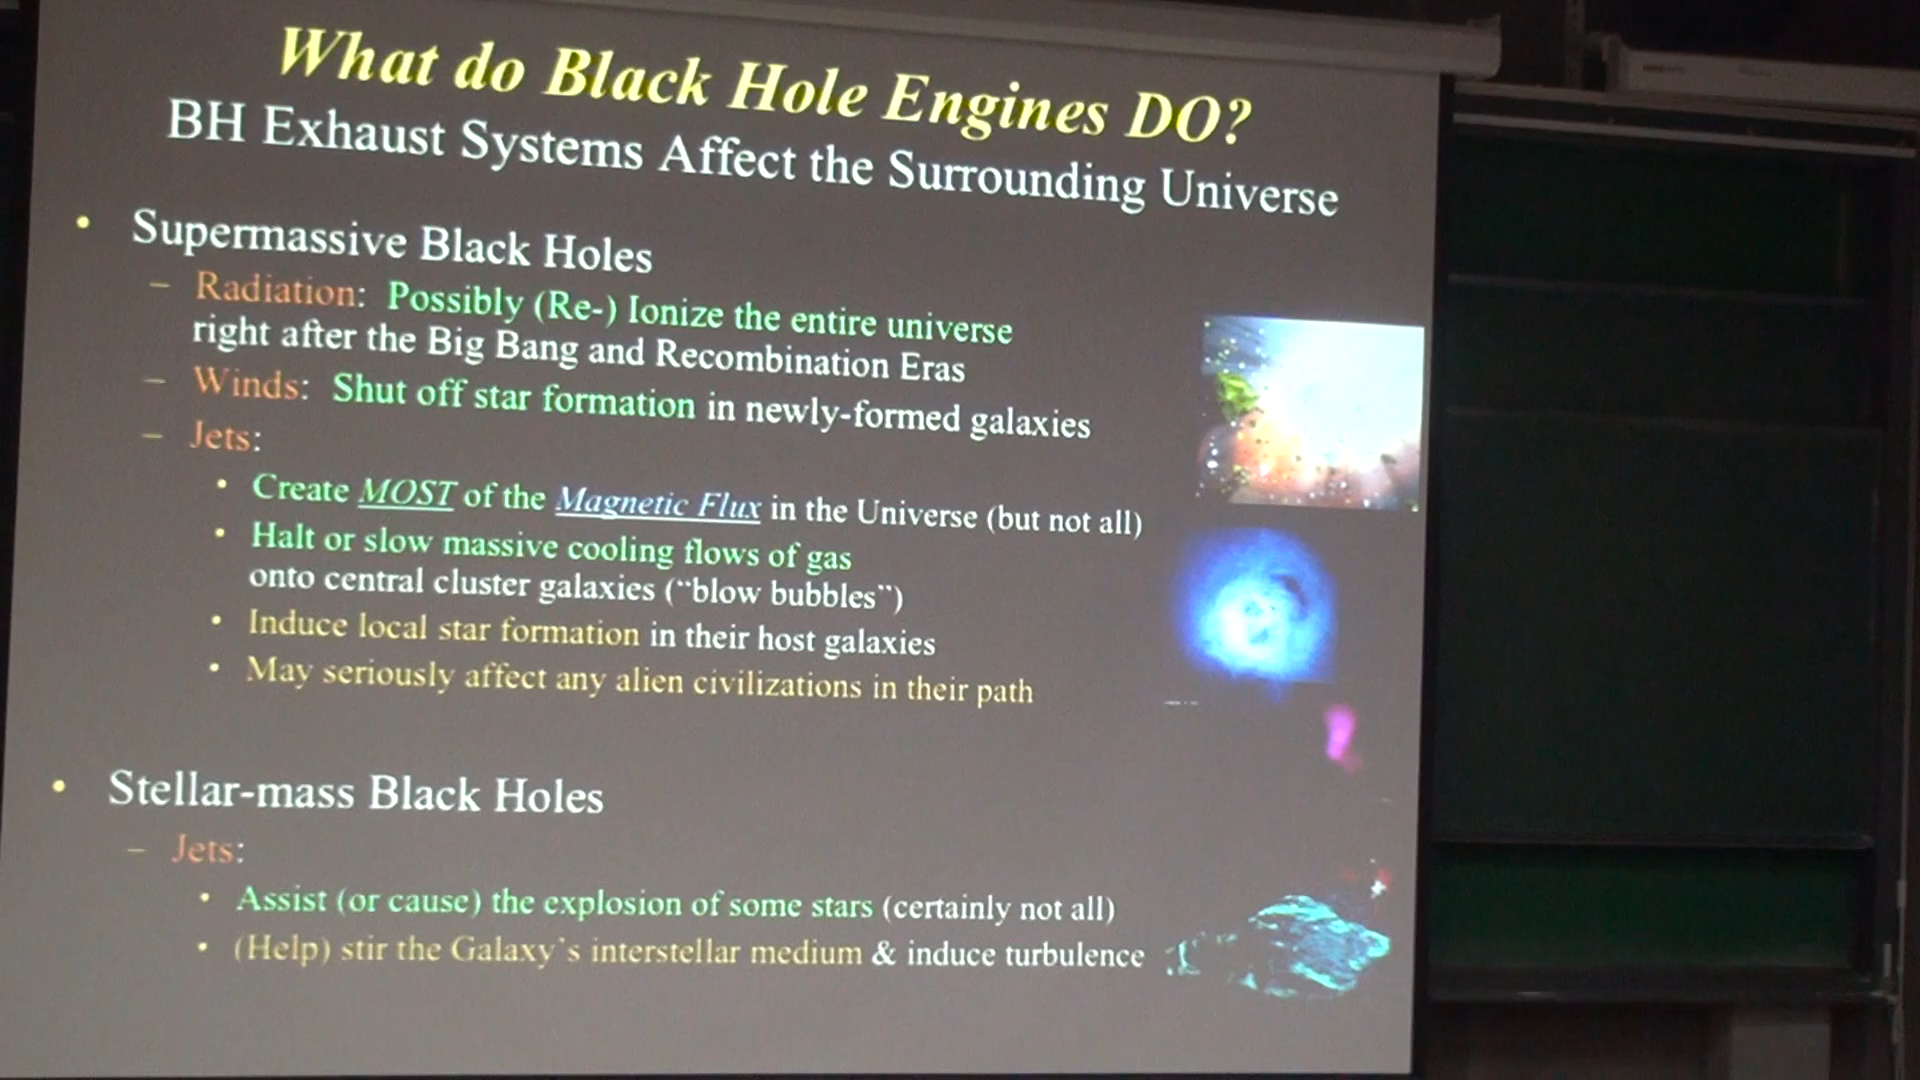 What do Black Hole Engines DO?
BH Exhaust Systems Affect the Surrounding Universe
• Supermassive Black Holes
– Radiation: Possibly (Re-) Ionize the entire universe
right after the Big Bang and Recombination Eras
– Winds: Shut off star formation in newly-formed galaxies
– Jets:
• Create MOST of the Magnetic Flux in the Universe (but not all)
• Halt or slow massive cooling flows of gas
onto central cluster galaxies ("blow bubbles")
• Induce local star formation in their host galaxies
• May seriously affect any alien civilizations in their path
• Stellar-mass Black Holes
– Jets:
• Assist (or cause) the explosion of some stars (certainly not all)
• (Help) stir the Galaxy's interstellar medium & induce turbulence